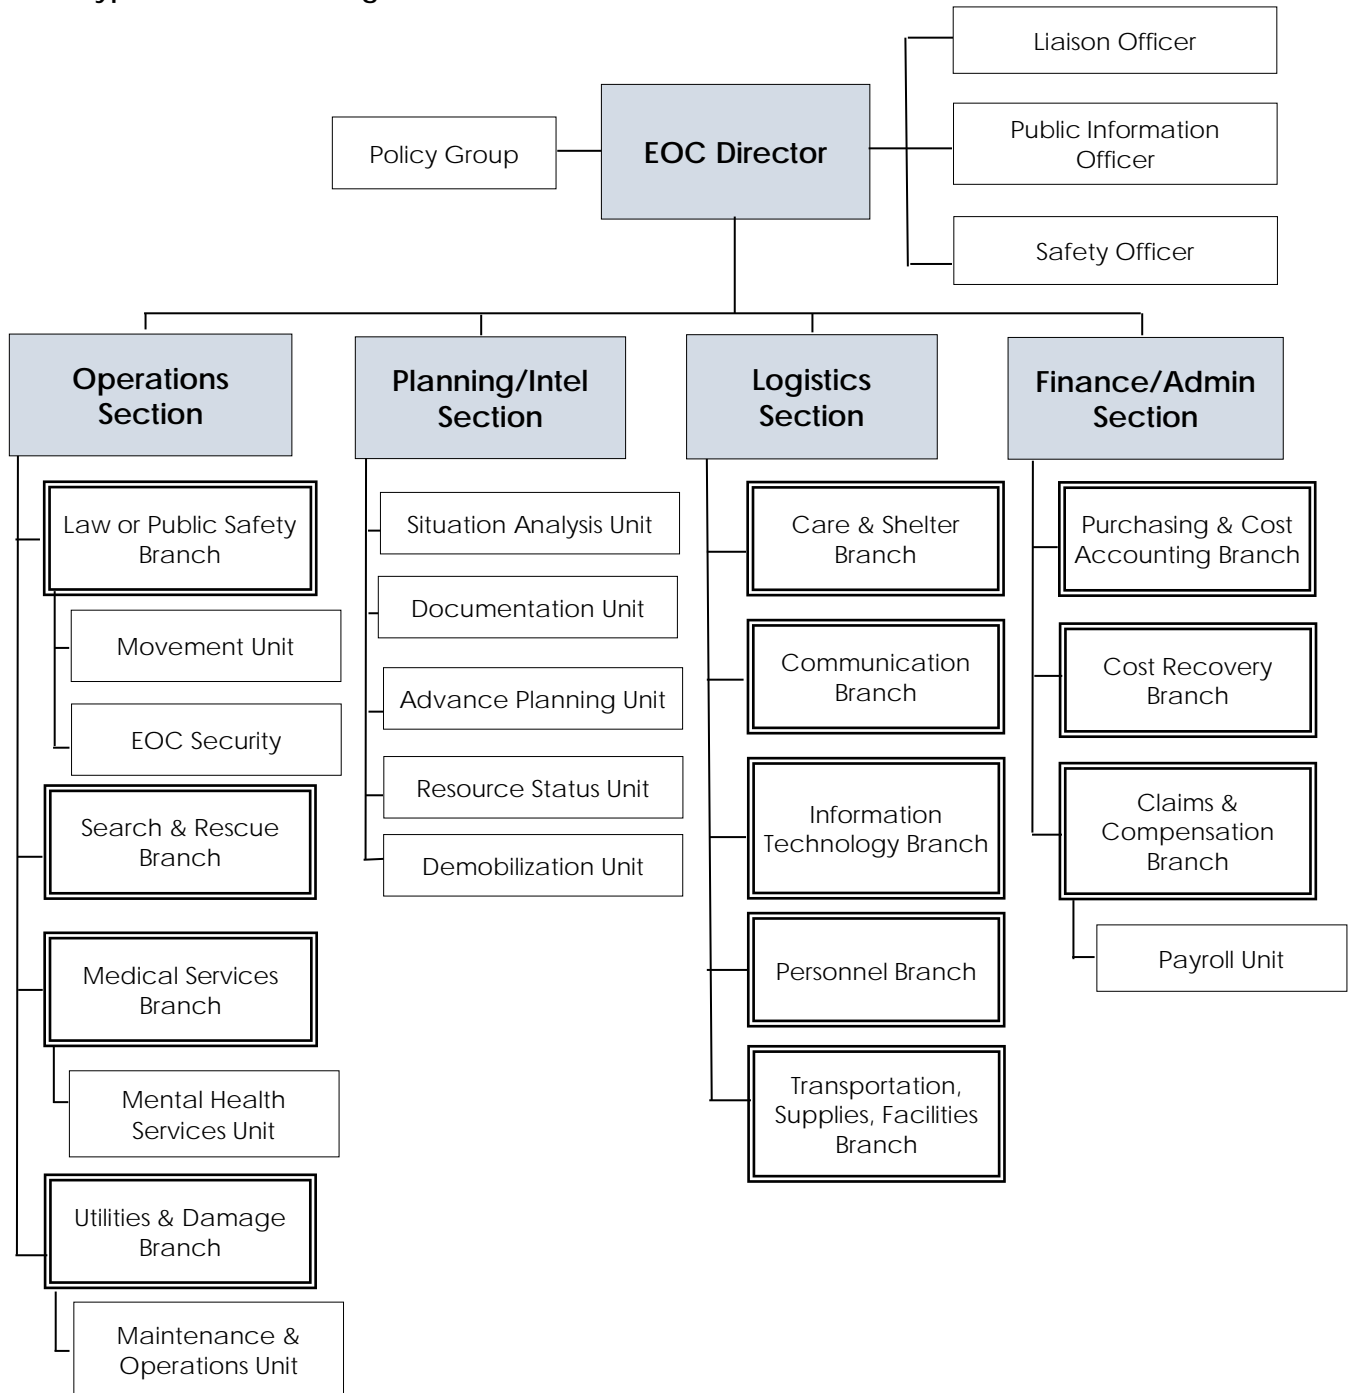 Liaison Officer
Policy Group
EOC Director
Public Information
Officer
Safety Officer
Operations
Section
Law or Public Safety
Branch
Movement Unit
EOC Security
Search & Rescue
Branch
Medical Services
Branch
Mental Health
Services Unit
Utilities & Damage
Branch
Maintenance &
Operations Unit
Planning/Intel
Section
Situation Analysis Unit
Documentation Unit
Advance Planning Unit
Resource Status Unit
Demobilization Unit
Logistics
Section
Care & Shelter
Branch
Communication
Branch
Information
Technology Branch
Personnel Branch
Transportation,
Supplies, Facilities
Branch
Finance/Admin
Section
Purchasing & Cost
Accounting Branch
Cost Recovery
Branch
Claims &
Compensation
Branch
Payroll Unit